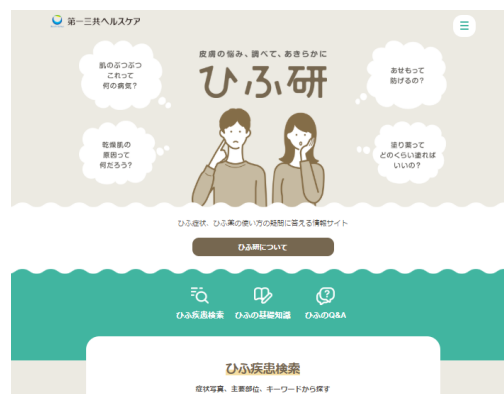 第一三共ヘルスケア
肌のぶつぶつ
これって
何の病気？
皮膚の悩み、調べて、あきらかに
ひふ研
あせもって
防げるの？
乾燥肌の
原因って
何だろう？
塗り薬って
どのくらい塗れば
いいの？
ひふ症状、ひふ薬の使い方の疑問に答える情報サイト
ひふ研について
ひふ疾患検索
ひふの基礎知識
ひふのQ&A
ひふ疾患検索
症状写真、主要部位、キーワードから探す